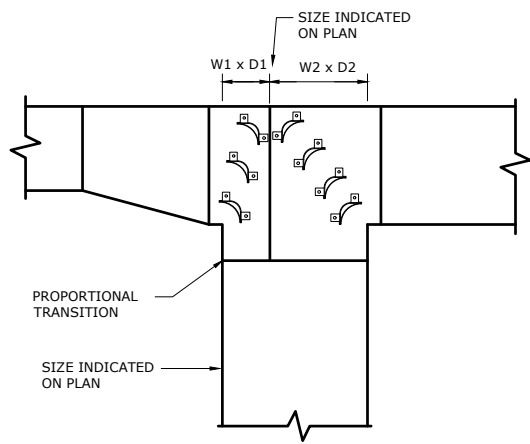 SIZE INDICATED
ON PLAN
W1 x D1
W2 x D2
PROPORTIONAL
TRANSITION
SIZE INDICATED
ON PLAN